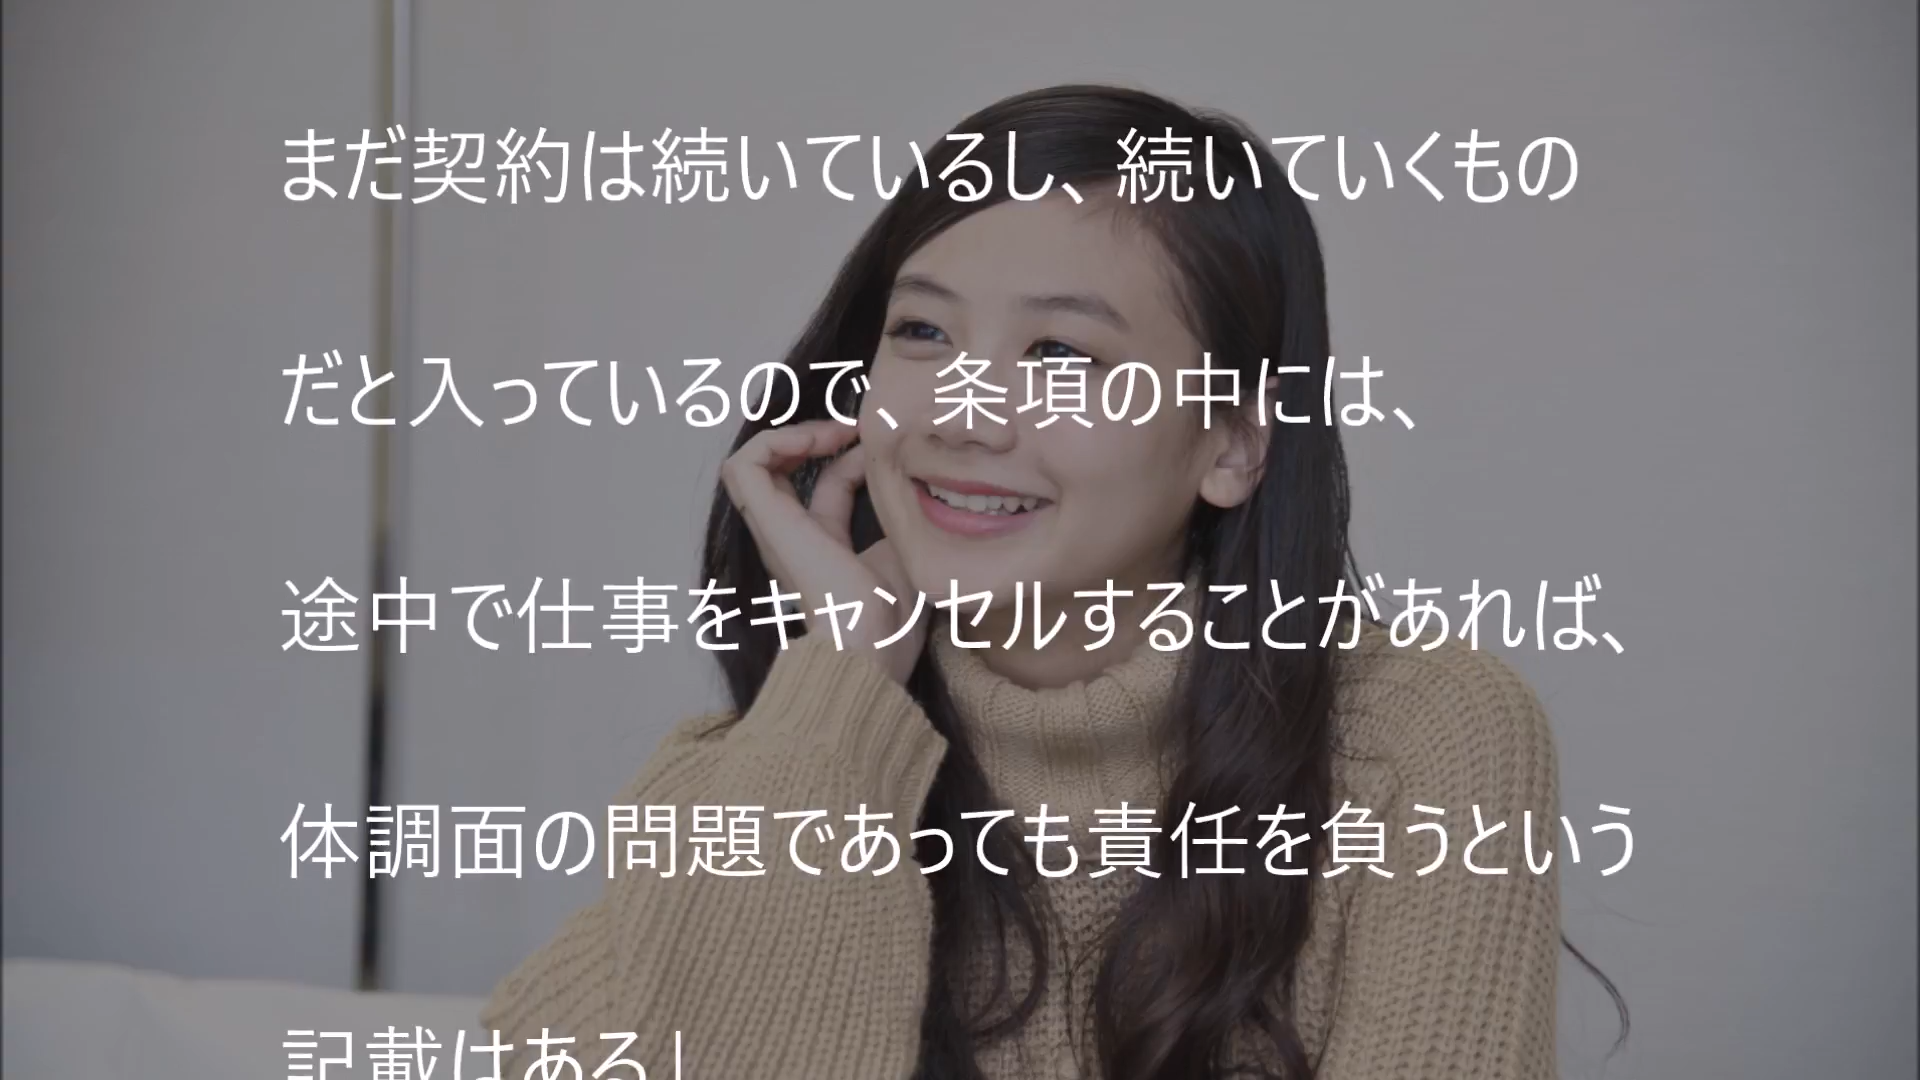 まだ契約は続いているし、続いていくもの
だと入っているので、条項の中には、
途中で仕事をキャンセルすることがあれば、
体調面の問題であっても責任を負うという
記載はある」